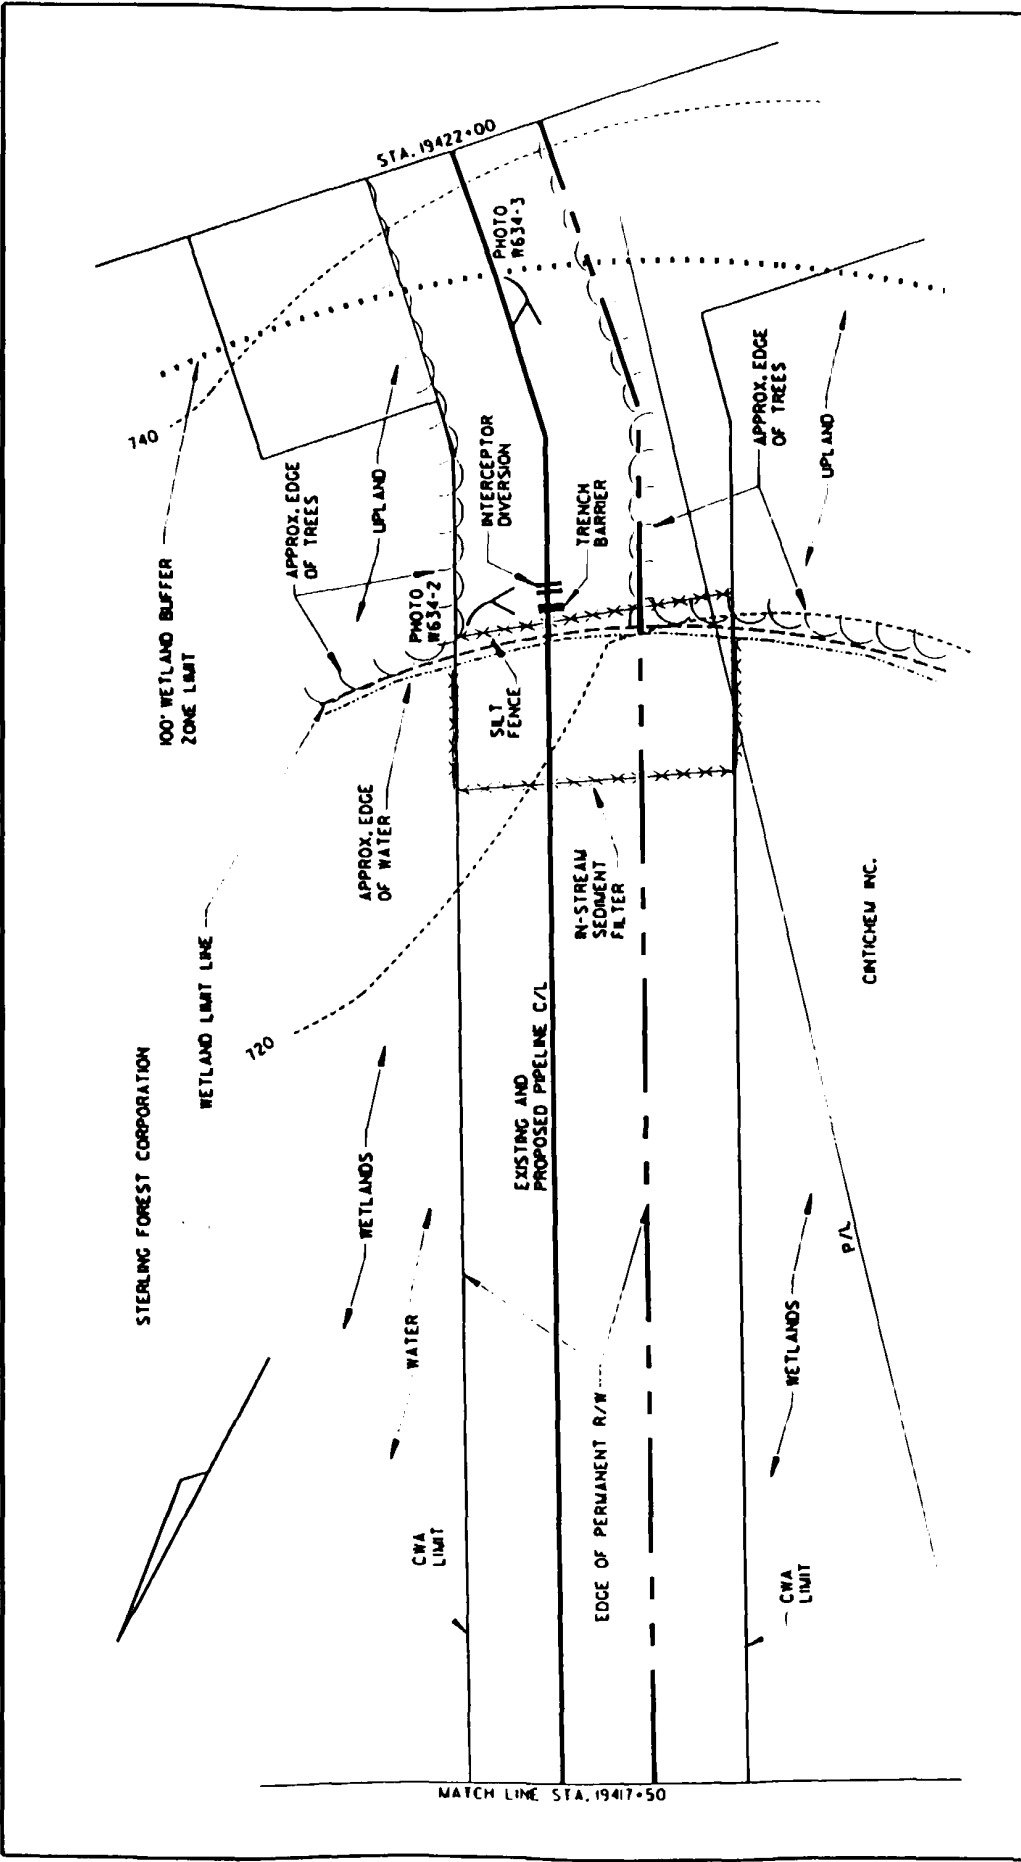 STA. 19422+00
PHOTO
W634-3
740
100' WETLAND BUFFER
ZONE LIMIT
APPROX. EDGE
OF TREES
UPLAND
PHOTO
W634-2
INTERCEPTOR
DIVERSION
TRENCH
BARRIER
APPROX. EDGE
OF TREES
UPLAND
SILT
FENCE
APPROX. EDGE
OF WATER
IN-STREAM
SEDIMENT
FILTER
WETLAND LIMIT LINE
720
STERLING FOREST CORPORATION
CINTICHEM INC.
EXISTING AND
PROPOSED PIPELINE C/L
WETLANDS
WATER
P/L
WETLANDS
EDGE OF PERMANENT R/W
CWA
LIMIT
CWA
LIMIT
MATCH LINE STA. 19417+50